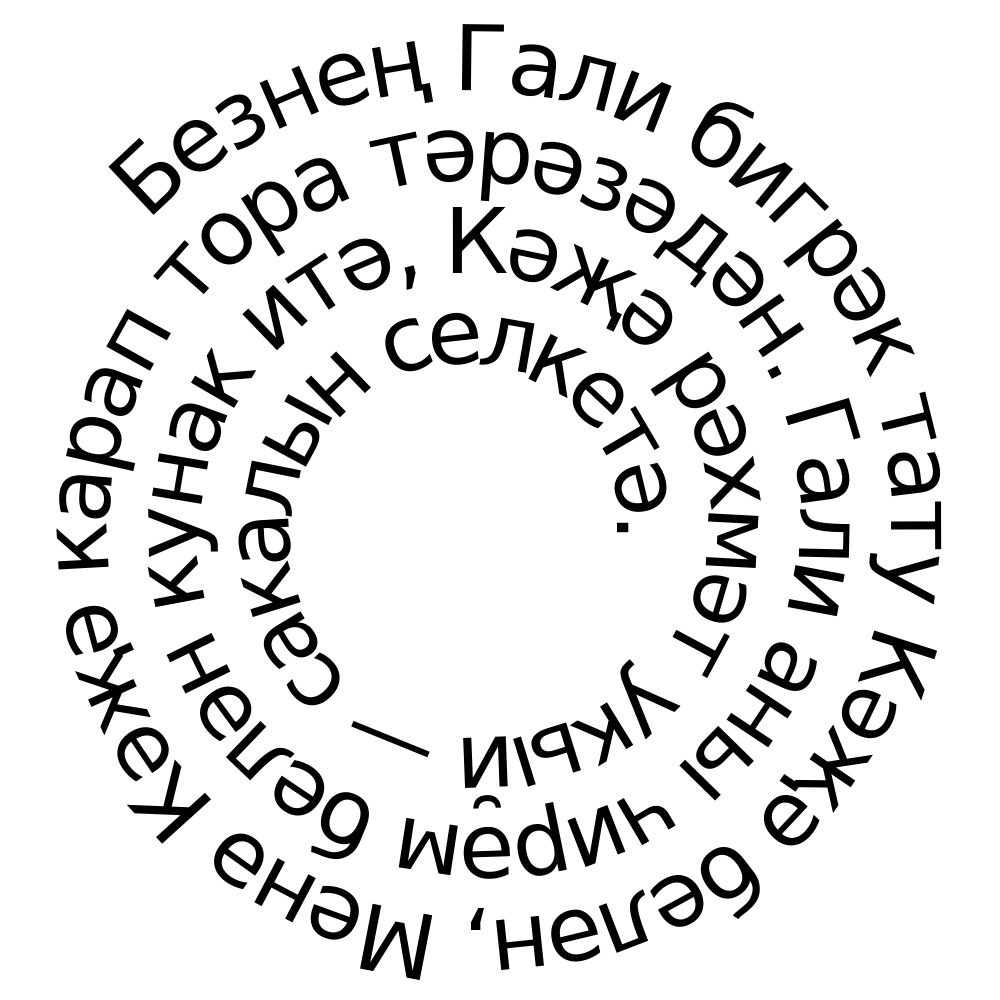 Безнең Гали бигрәк тату Кәҗә белән, Менә Кәҗә карап тора тәрәзәдән. Гали аны чирәм белән кунак итә, Кәҗә рәхмәт укый — сакалын селкетә.